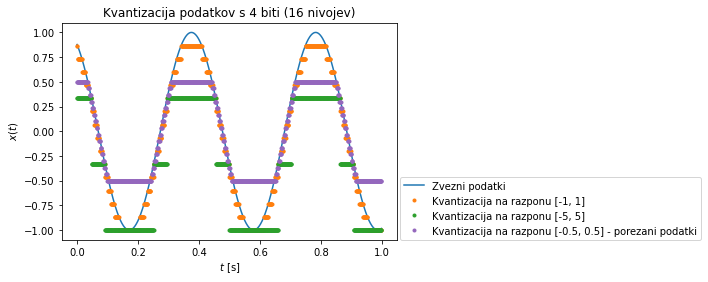 Kvantizacija podatkov s 4 biti (16 nivojev)
1.00
0.75
0.50
0.25
0.00
−0.25
−0.50
−0.75
−1.00
x(t)
0.0
0.2
0.4
0.6
0.8
1.0
t [s]
Zvezni podatki
Kvantizacija na razponu [-1, 1]
Kvantizacija na razponu [-5, 5]
Kvantizacija na razponu [-0.5, 0.5] - porezani podatki